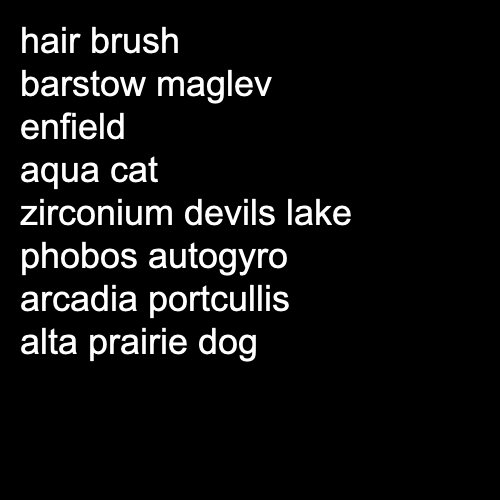 hair brush
barstow maglev
enfield
aqua cat
zirconium devils lake
phobos autogyro
arcadia portcullis
alta prairie dog